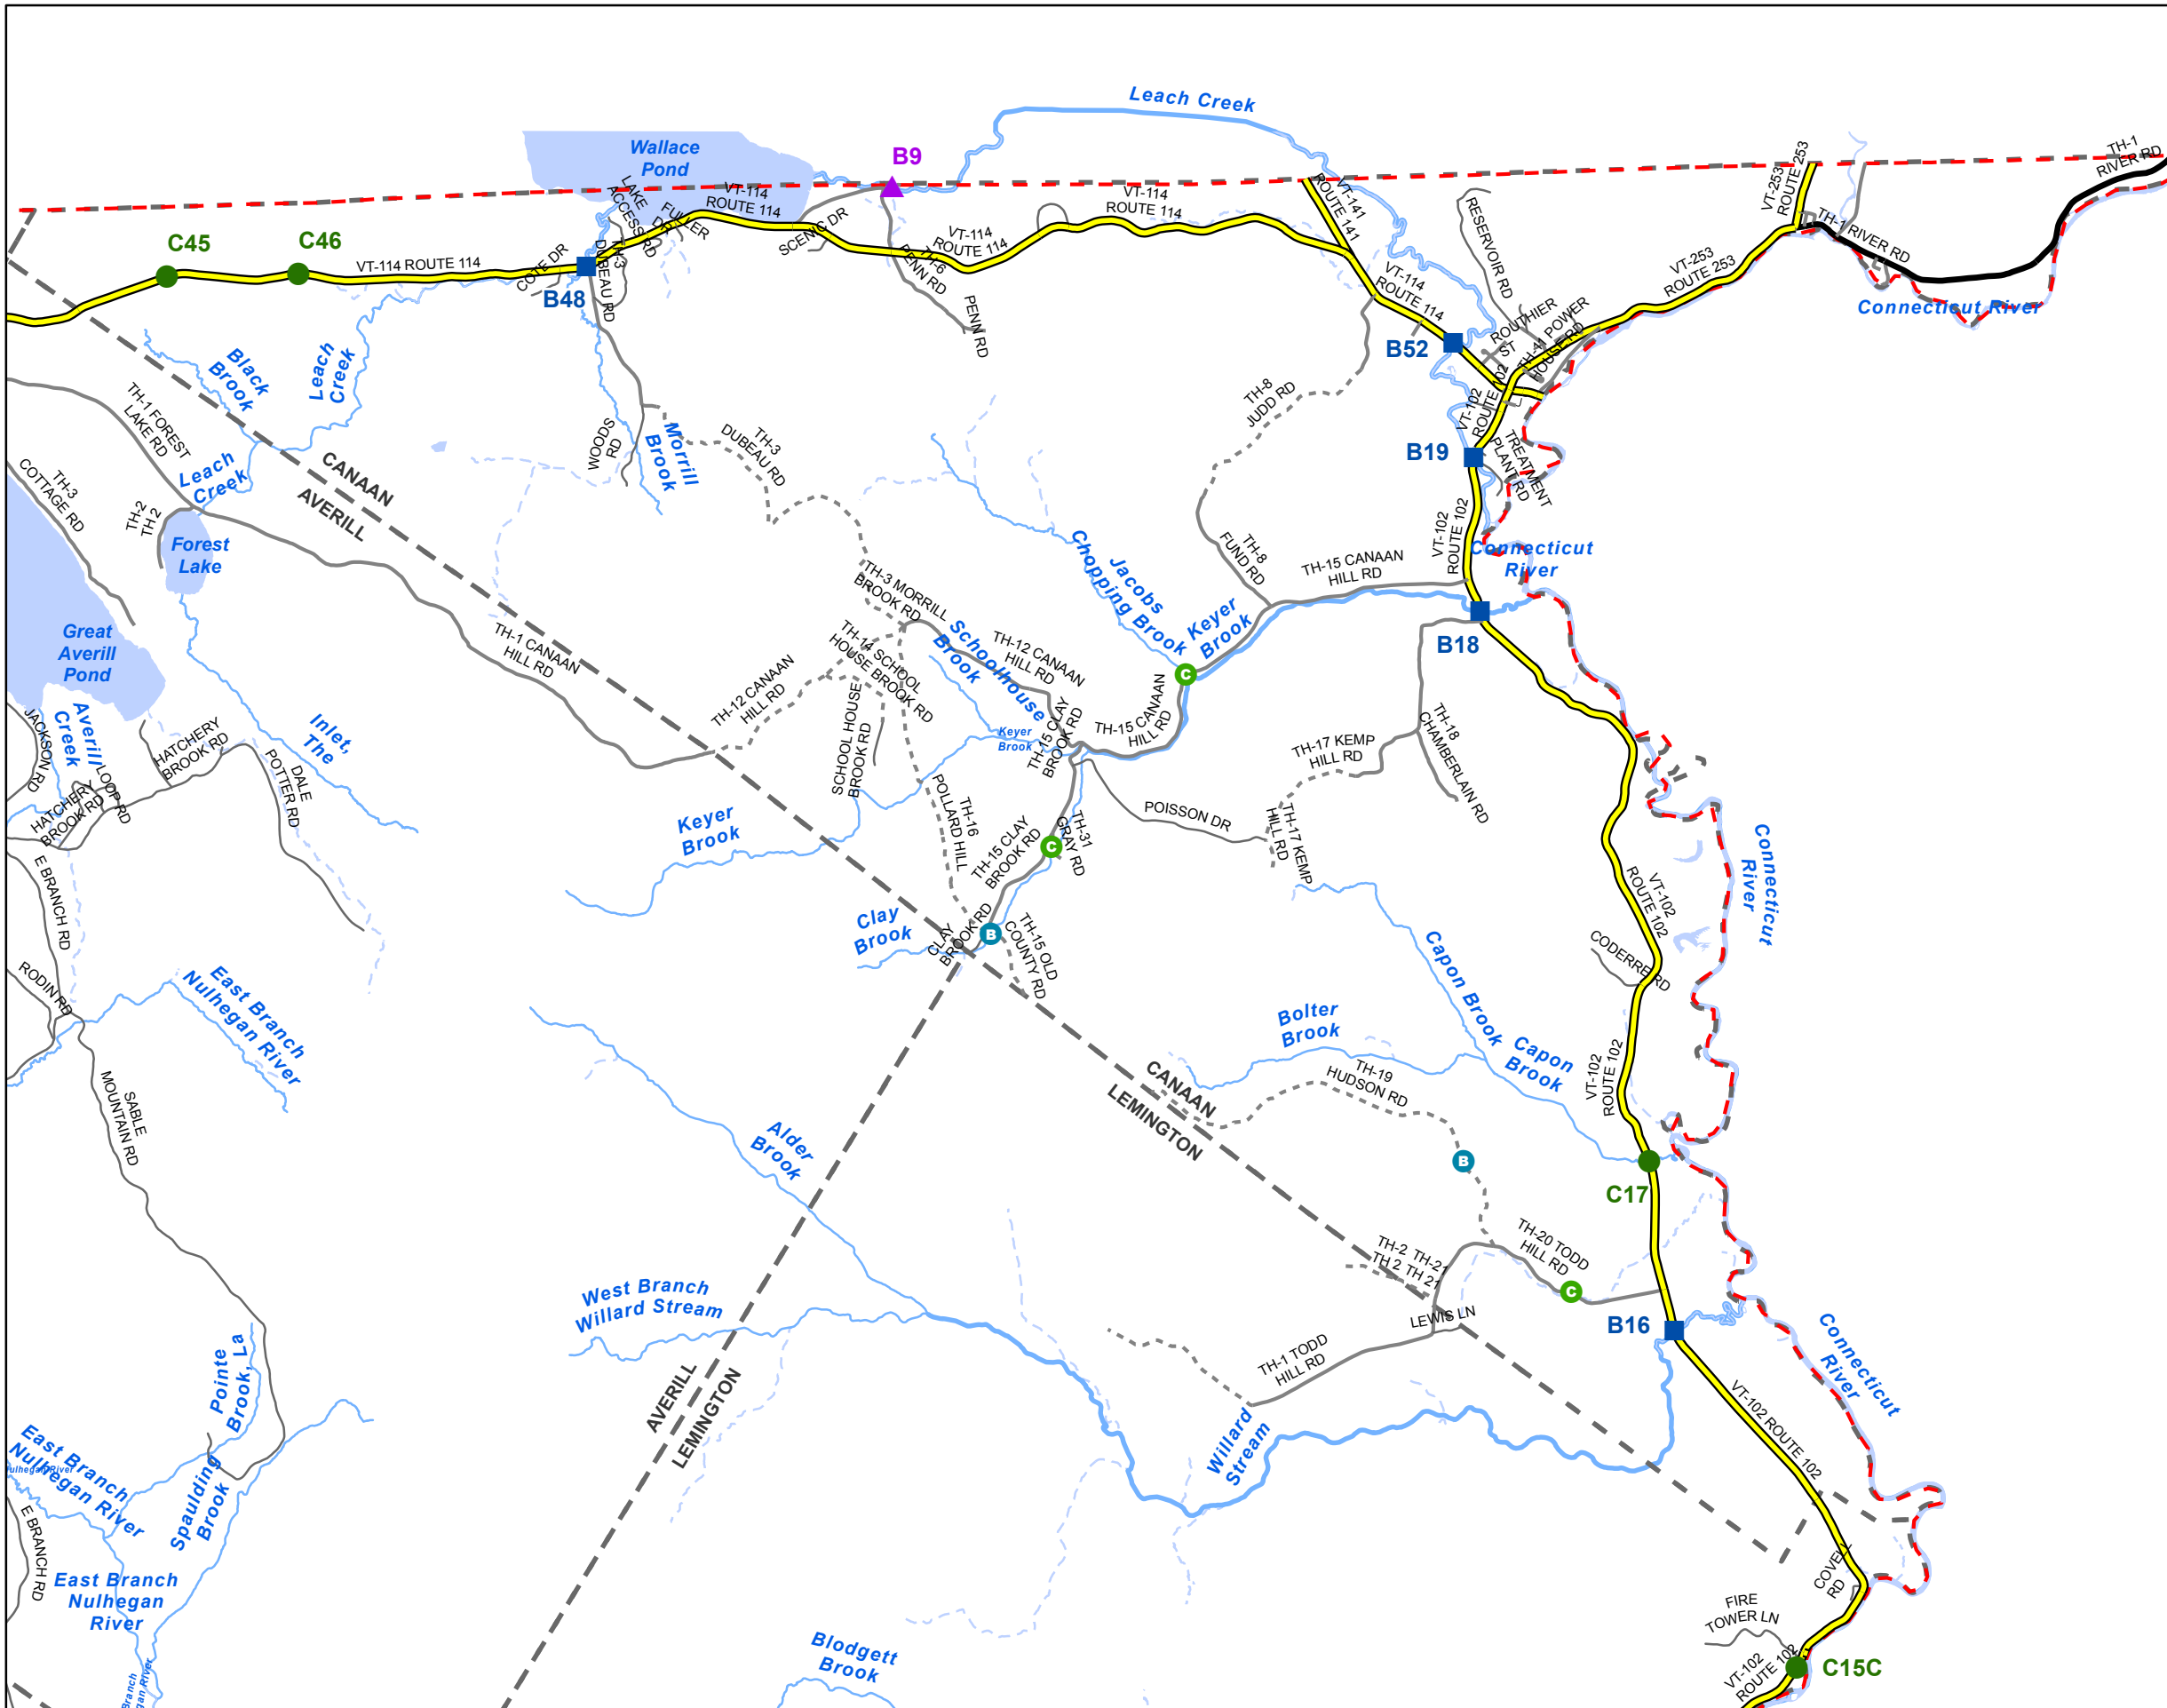 Leach Creek
Wallace
Pond
B9
TH-1
RIVER RD
VT-253
ROUTE 253
TH-1 RIVER RD
Connecticut River
C45
C46
VT-114 ROUTE 114
COTE DR
B48
TH-3
DUBEAU RD
LAKE
ACCESS RD
FULLER
DR
VT-114
ROUTE 114
SCENIC DR
VT-114
ROUTE 114
TH-6
PENN RD
PENN RD
VT-114
ROUTE 114
VT-141
ROUTE 141
VT-114
ROUTE 114
RESERVOIR RD
VT-253
ROUTE 253
ROUTHIER
ST
TH-41 POWER
HOUSE RD
B52
VT-102
ROUTE 102
B19
TREATMENT
PLANT RD
TH-8
JUDD RD
Black
Brook
Leach
Creek
TH-1 FOREST
LAKE RD
TH-3
COTTAGE RD
Leach
Creek
CANAAN
AVERILL
TH-2
TH 2
Forest
Lake
WOODS
RD
Morrill
Brook
TH-3
DUBEAU RD
Jacobs
Chopping Brook
TH-8
FUND RD
TH-15 CANAAN
HILL RD
VT-102
ROUTE 102
Connecticut
River
B18
Keyer
Brook
C
TH-3 MORRILL
BROOK RD
Schoolhouse
Brook
TH-12 CANAAN
HILL RD
TH-14 SCHOOL
HOUSE BROOK RD
TH-12 CANAAN
HILL RD
TH-1 CANAAN
HILL RD
Great
Averill
Pond
Averill
Creek
JACKSON RD
HATCHERY
BROOK RD
LOOP RD
HATCHERY
BROOK RD
DALE
POTTER RD
Inlet,
The
SCHOOL HOUSE
BROOK RD
Keyer
Brook
TH-15 CLAY
BROOK RD
TH-15 CANAAN
HILL RD
TH-17 KEMP
HILL RD
TH-18
CHAMBERLAIN RD
POISSON DR
TH-17 KEMP
HILL RD
Keyer
Brook
TH-16
POLLARD HILL
TH-15 CLAY
BROOK RD
C
TH-31
GRAY RD
Connecticut
River
VT-102
ROUTE 102
CODERRE RD
E BRANCH RD
RODIN RD
East Branch
Nulhegan River
Clay
Brook
CLAY
BROOK RD
B
TH-15 OLD
COUNTY RD
Capon Brook
Bolter
Brook
Capon
Brook
TH-19
HUDSON RD
CANAAN
LEMINGTON
VT-102
ROUTE 102
B
C17
SABLE
MOUNTAIN RD
Alder
Brook
TH-2 TH-21
TH 2 TH 21
TH-20 TODD
HILL RD
C
B16
LEWIS LN
TH-1 TODD
HILL RD
West Branch
Willard Stream
AVERILL
LEMINGTON
Willard
Stream
Connecticut
River
VT-102 ROUTE 102
Pointe
Brook, La
East Branch
Nulhegan River
Spaulding
Brook
E BRANCH RD
East Branch
Nulhegan
River
Blodgett
Brook
COVELL
RD
FIRE
TOWER LN
VT-102
ROUTE 102
C15C